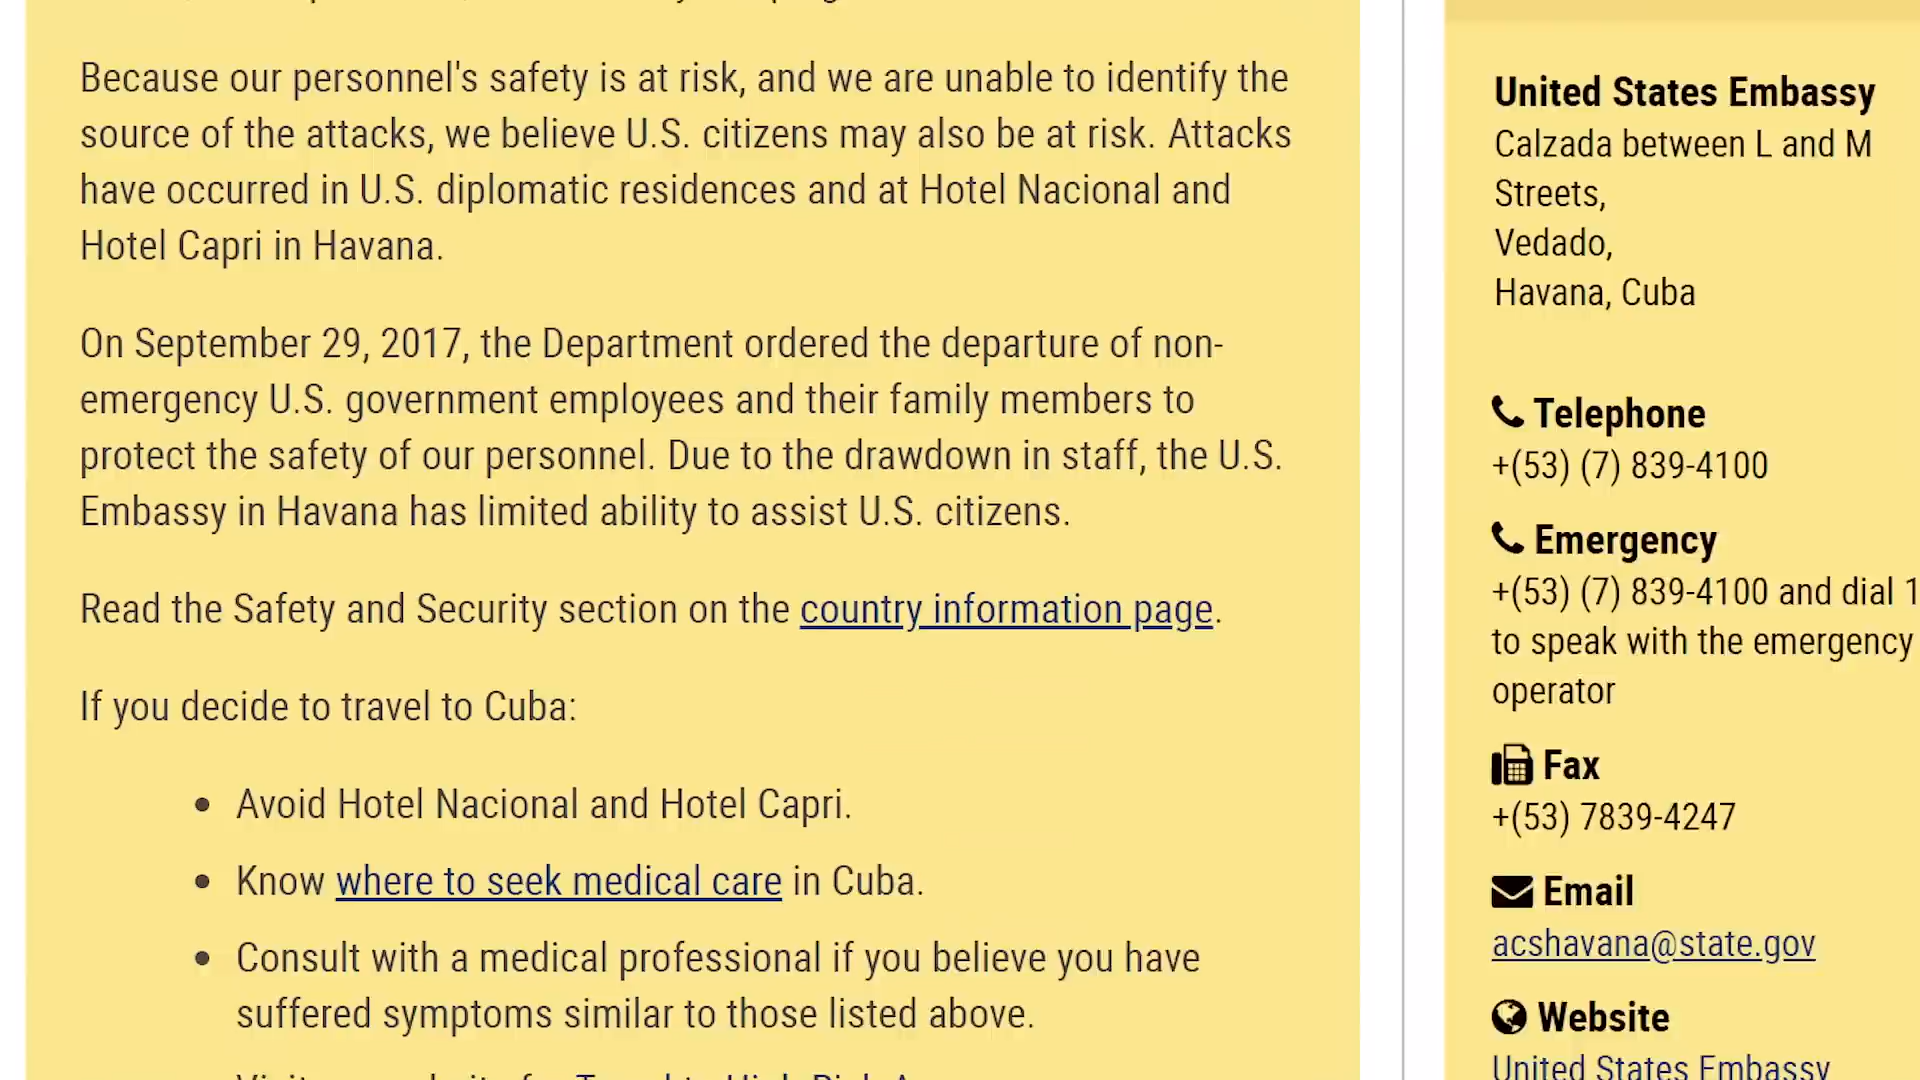 Because our personnel's safety is at risk, and we are unable to identify the
source of the attacks, we believe U.S. citizens may also be at risk. Attacks
have occurred in U.S. diplomatic residences and at Hotel Nacional and
Hotel Capri in Havana.
On September 29, 2017, the Department ordered the departure of non-
emergency U.S. government employees and their family members to
protect the safety of our personnel. Due to the drawdown in staff, the U.S.
Embassy in Havana has limited ability to assist U.S. citizens.
Read the Safety and Security section on the country information page.
If you decide to travel to Cuba:
• Avoid Hotel Nacional and Hotel Capri.
• Know where to seek medical care in Cuba.
• Consult with a medical professional if you believe you have
suffered symptoms similar to those listed above.
United States Embassy
Calzada between L and M
Streets,
Vedado,
Havana, Cuba
Telephone
+(53) (7) 839-4100
Emergency
+(53) (7) 839-4100 and dial 1
to speak with the emergency
operator
Fax
+(53) 7839-4247
Email
acshavana@state.gov
Website
United States Embassy